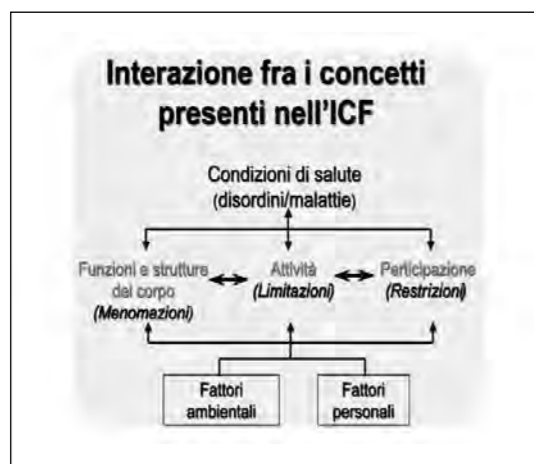 Interazione fra i concetti
presenti nell'ICF
Condizioni di salute
(disordini/malattie)
Funzioni e strutture
del corpo
(Menomazioni)
Attività
(Limitazioni)
Partecipazione
(Restrizioni)
Fattori
ambientali
Fattori
personali